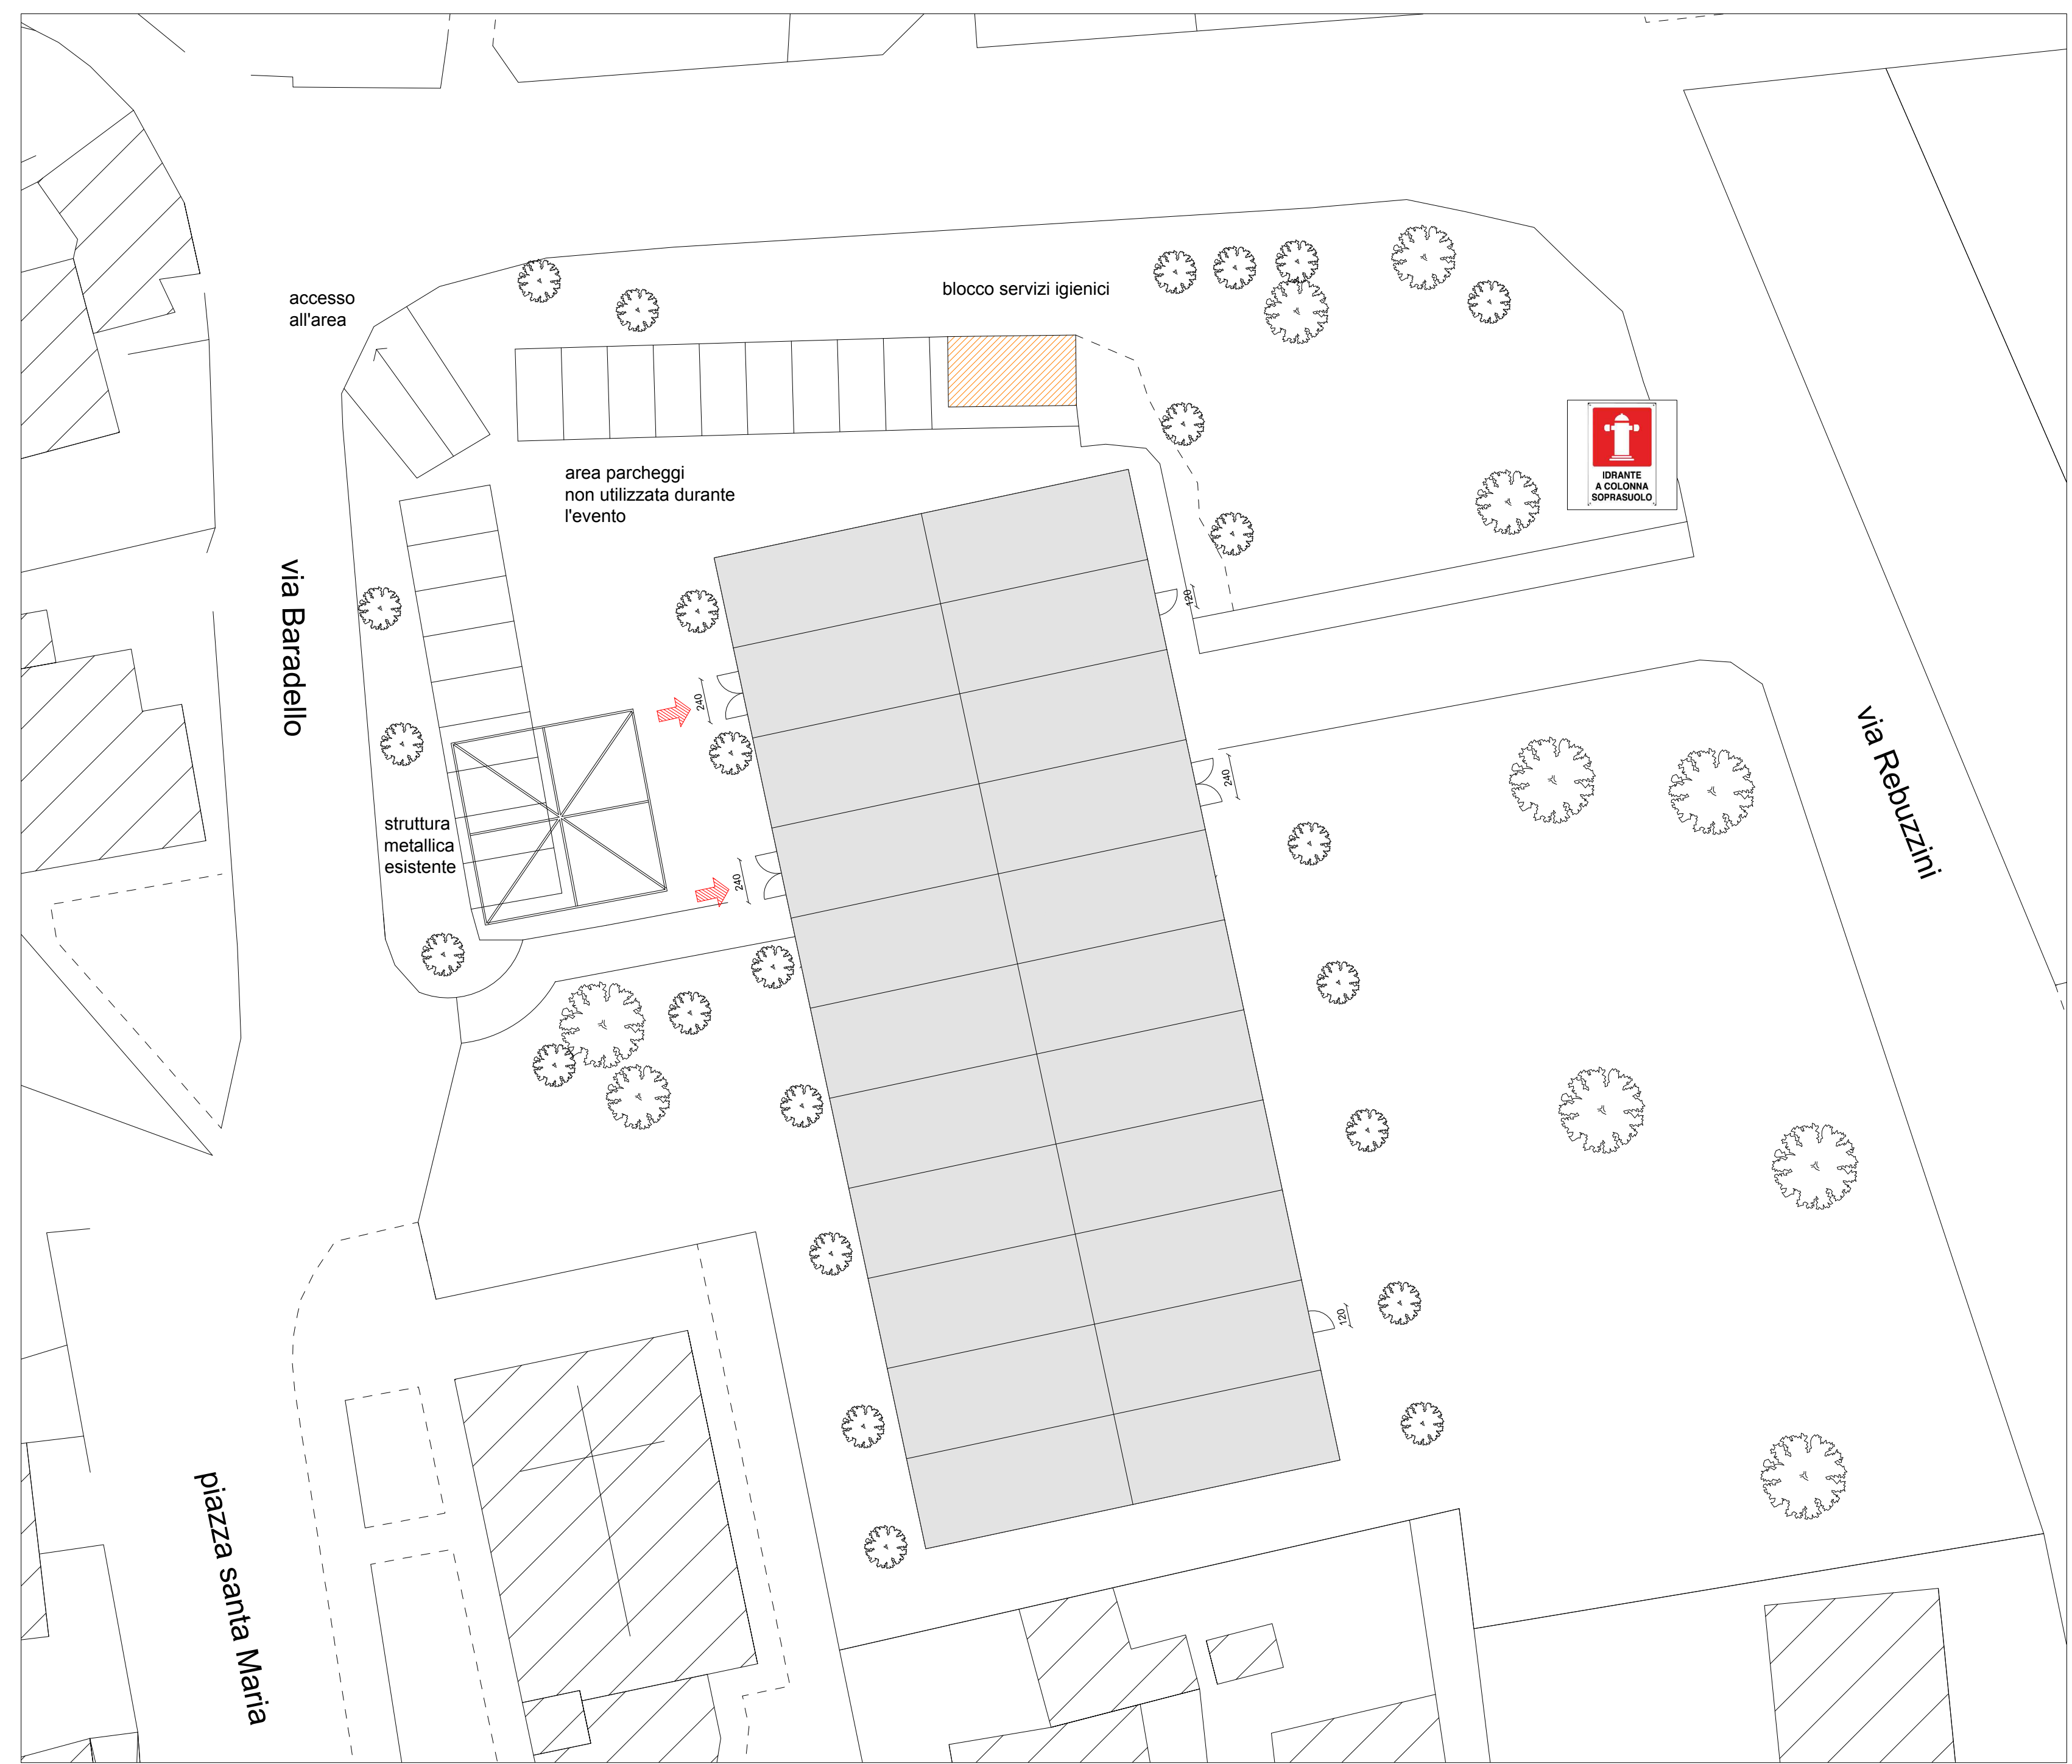 accesso
all'area
blocco servizi igienici
area parcheggi
non utilizzata durante
l'evento
IDRANTE
A COLONNA
SOPRASUOLO
via Baradello
120
240
240
240
via Rebuzzini
struttura
metallica
esistente
120
piazza santa Maria